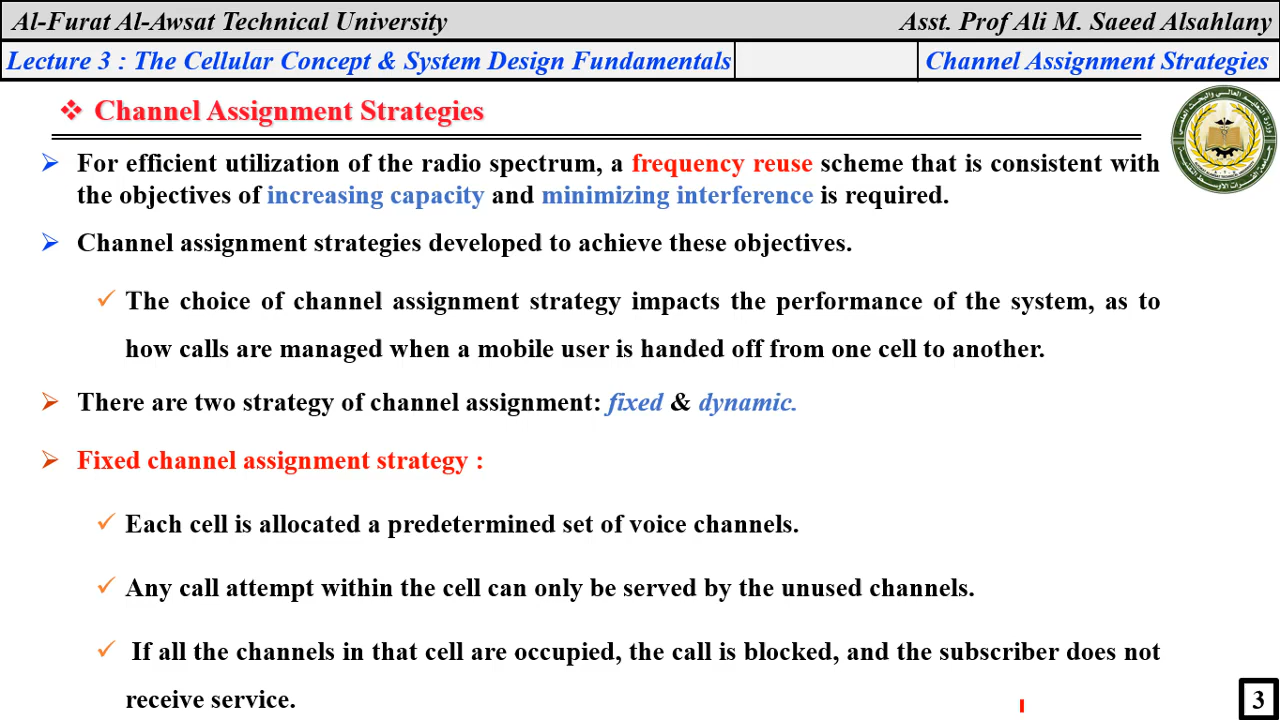 Al-Furat Al-Awsat Technical University
Asst. Prof Ali M. Saeed Alsahlany
Lecture 3 : The Cellular Concept & System Design Fundamentals
Channel Assignment Strategies
❖ Channel Assignment Strategies
➢ For efficient utilization of the radio spectrum, a frequency reuse scheme that is consistent with
the objectives of increasing capacity and minimizing interference is required.
➢ Channel assignment strategies developed to achieve these objectives.
✓ The choice of channel assignment strategy impacts the performance of the system, as to
how calls are managed when a mobile user is handed off from one cell to another.
➢ There are two strategy of channel assignment: fixed & dynamic.
➢ Fixed channel assignment strategy :
✓ Each cell is allocated a predetermined set of voice channels.
✓ Any call attempt within the cell can only be served by the unused channels.
✓ If all the channels in that cell are occupied, the call is blocked, and the subscriber does not
receive service.
3